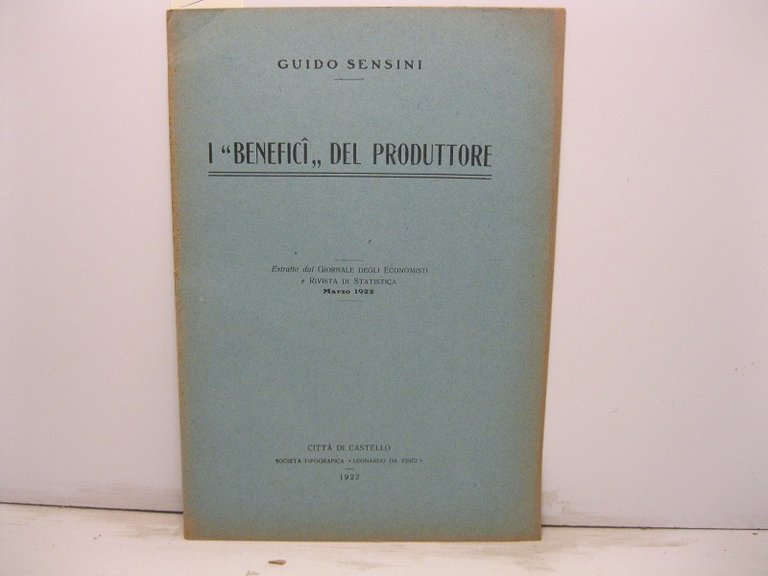 GUIDO SENSINI
I “BENEFICÎ„ DEL PRODUTTORE
Estratto dal GIORNALE DEGLI ECONOMISTI
e RIVISTA DI STATISTICA
Marzo 1922
CITTÀ DI CASTELLO
SOCIETÀ TIPOGRAFICA “LEONARDO DA VINCI”
1922